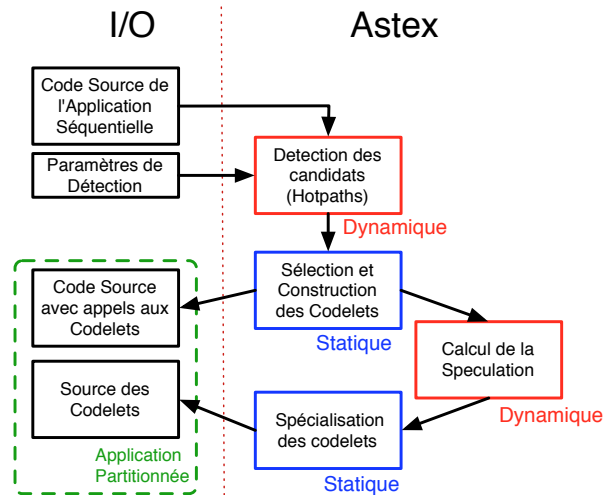 I/O
Astex
Code Source de
l'Application
Séquentielle
Paramètres de
Détection
Detection des
candidats
(Hotpaths)
Dynamique
Code Source
avec appels aux
Codelets
Sélection et
Construction
des Codelets
Statique
Calcul de la
Speculation
Dynamique
Source des
Codelets
Spécialisation
des codelets
Statique
Application
Partitionnée